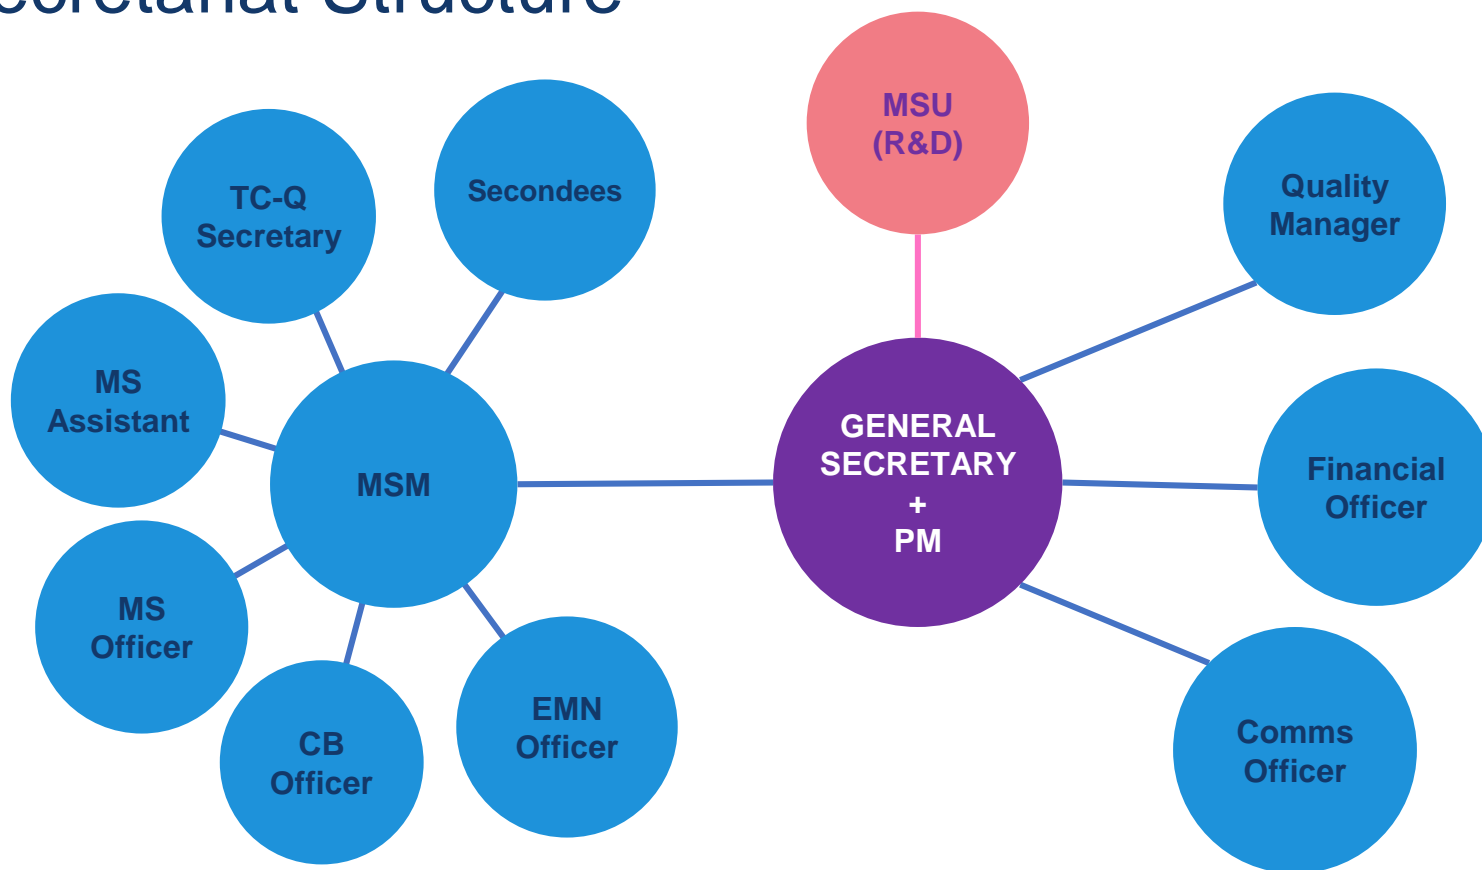 Structure
MSU
(R&D)
Secondees
TC-Q
Secretary
Quality
Manager
MS
Assistant
MSM
GENERAL
SECRETARY
+
PM
Financial
Officer
MS
Officer
CB
Officer
EMN
Officer
Comms
Officer